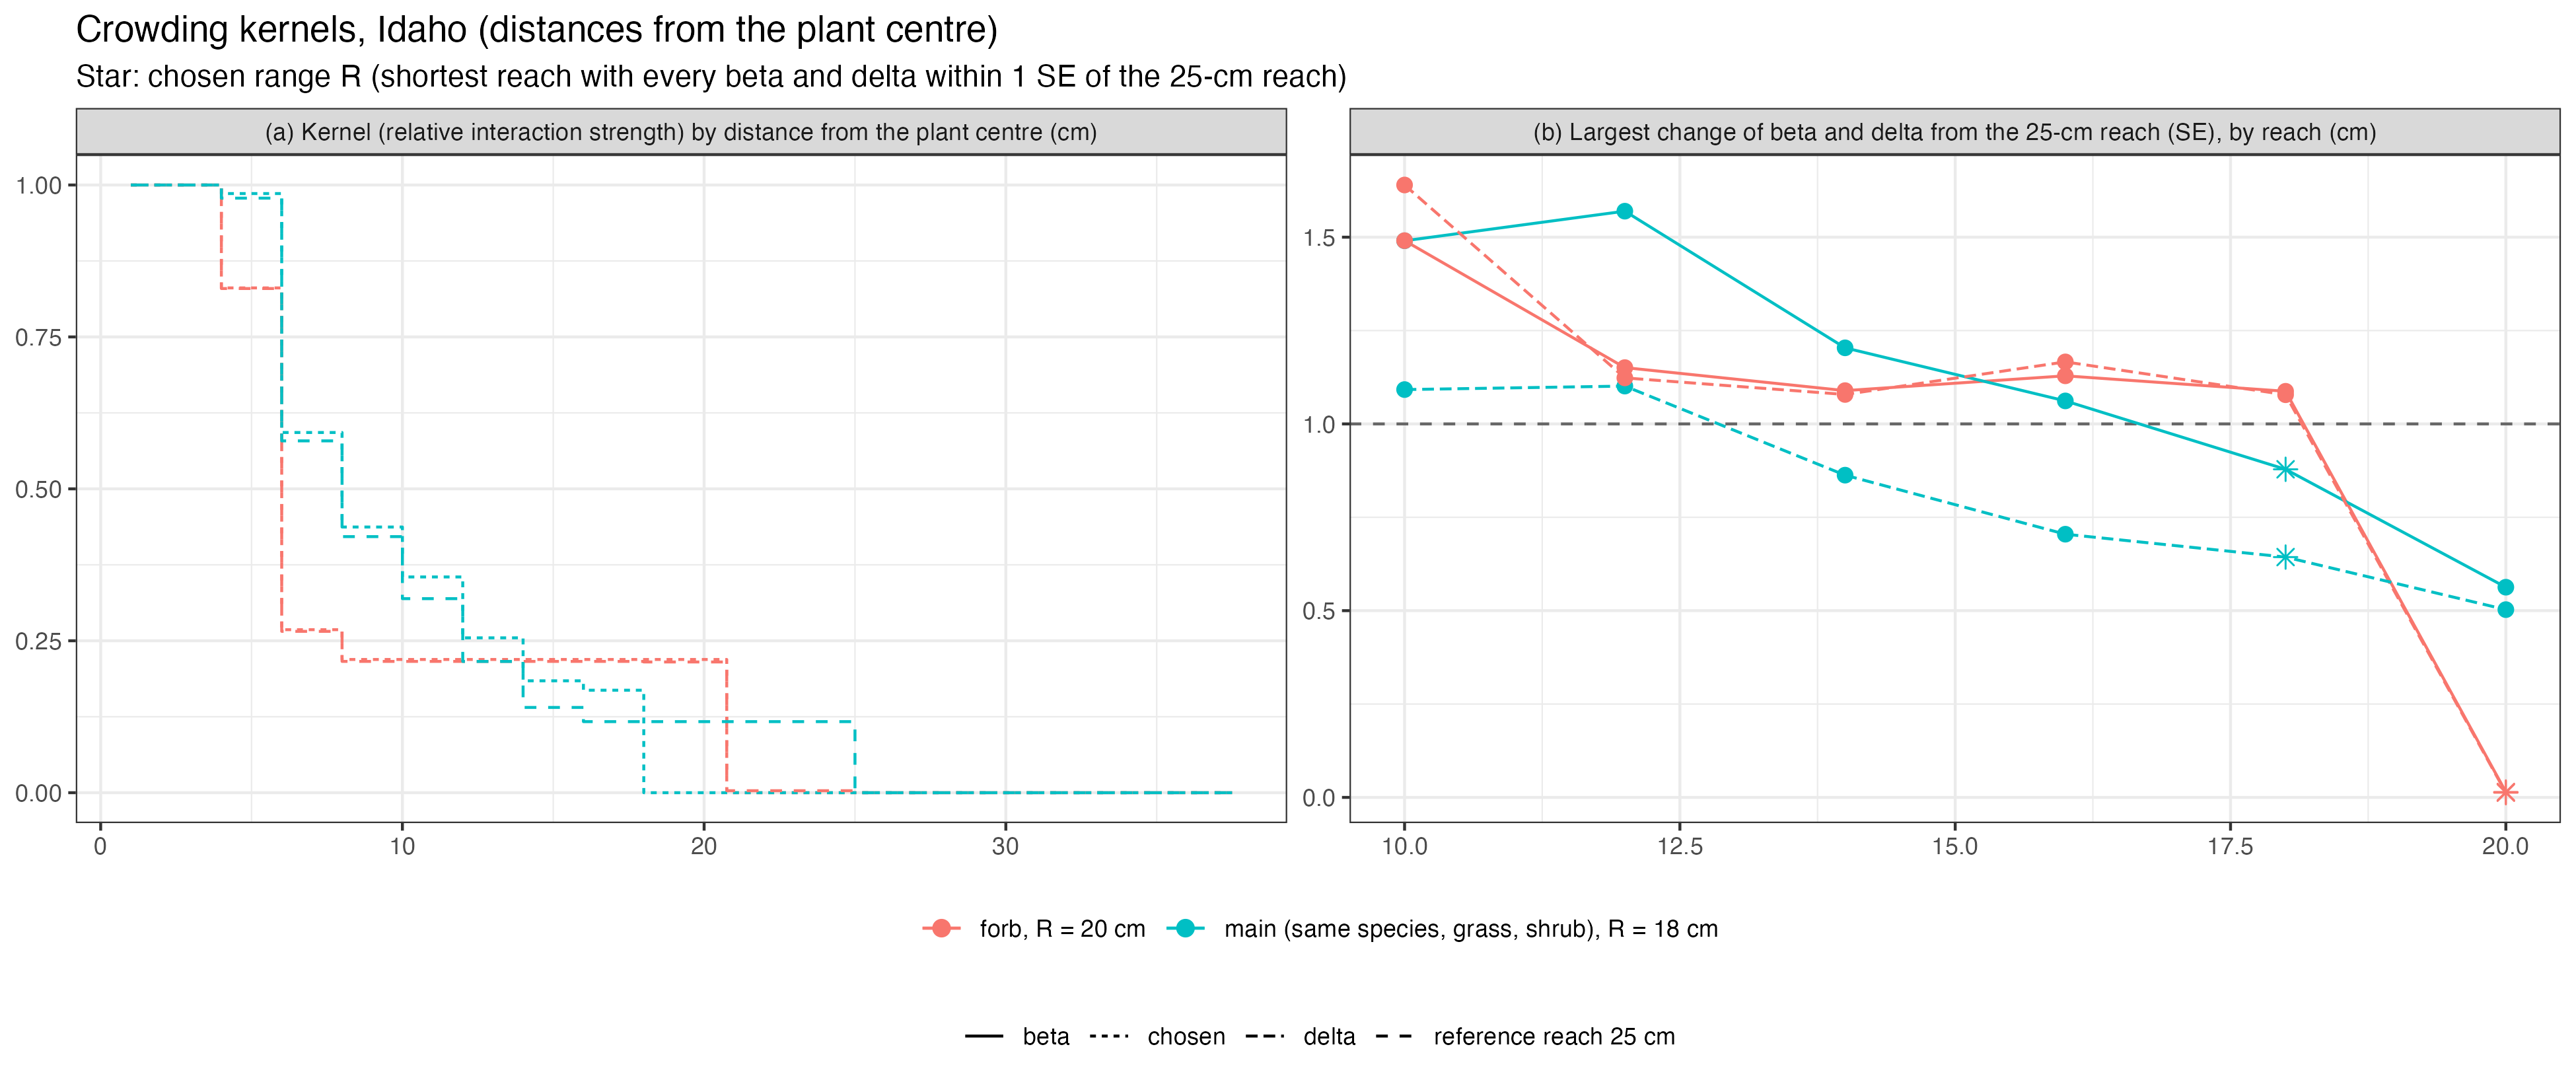 Crowding kernels, Idaho (distances from the plant centre)
Star: chosen range R (shortest reach with every beta and delta within 1 SE of the 25-cm reach)
(a) Kernel (relative interaction strength) by distance from the plant centre (cm)
1.00
0.75
0.50
0.25
0.00
0 10 20 30
(b) Largest change of beta and delta from the 25-cm reach (SE), by reach (cm)
1.5
1.0
0.5
0.0
10.0 12.5 15.0 17.5 20.0
forb, R = 20 cm main (same species, grass, shrub), R = 18 cm
beta chosen delta reference reach 25 cm